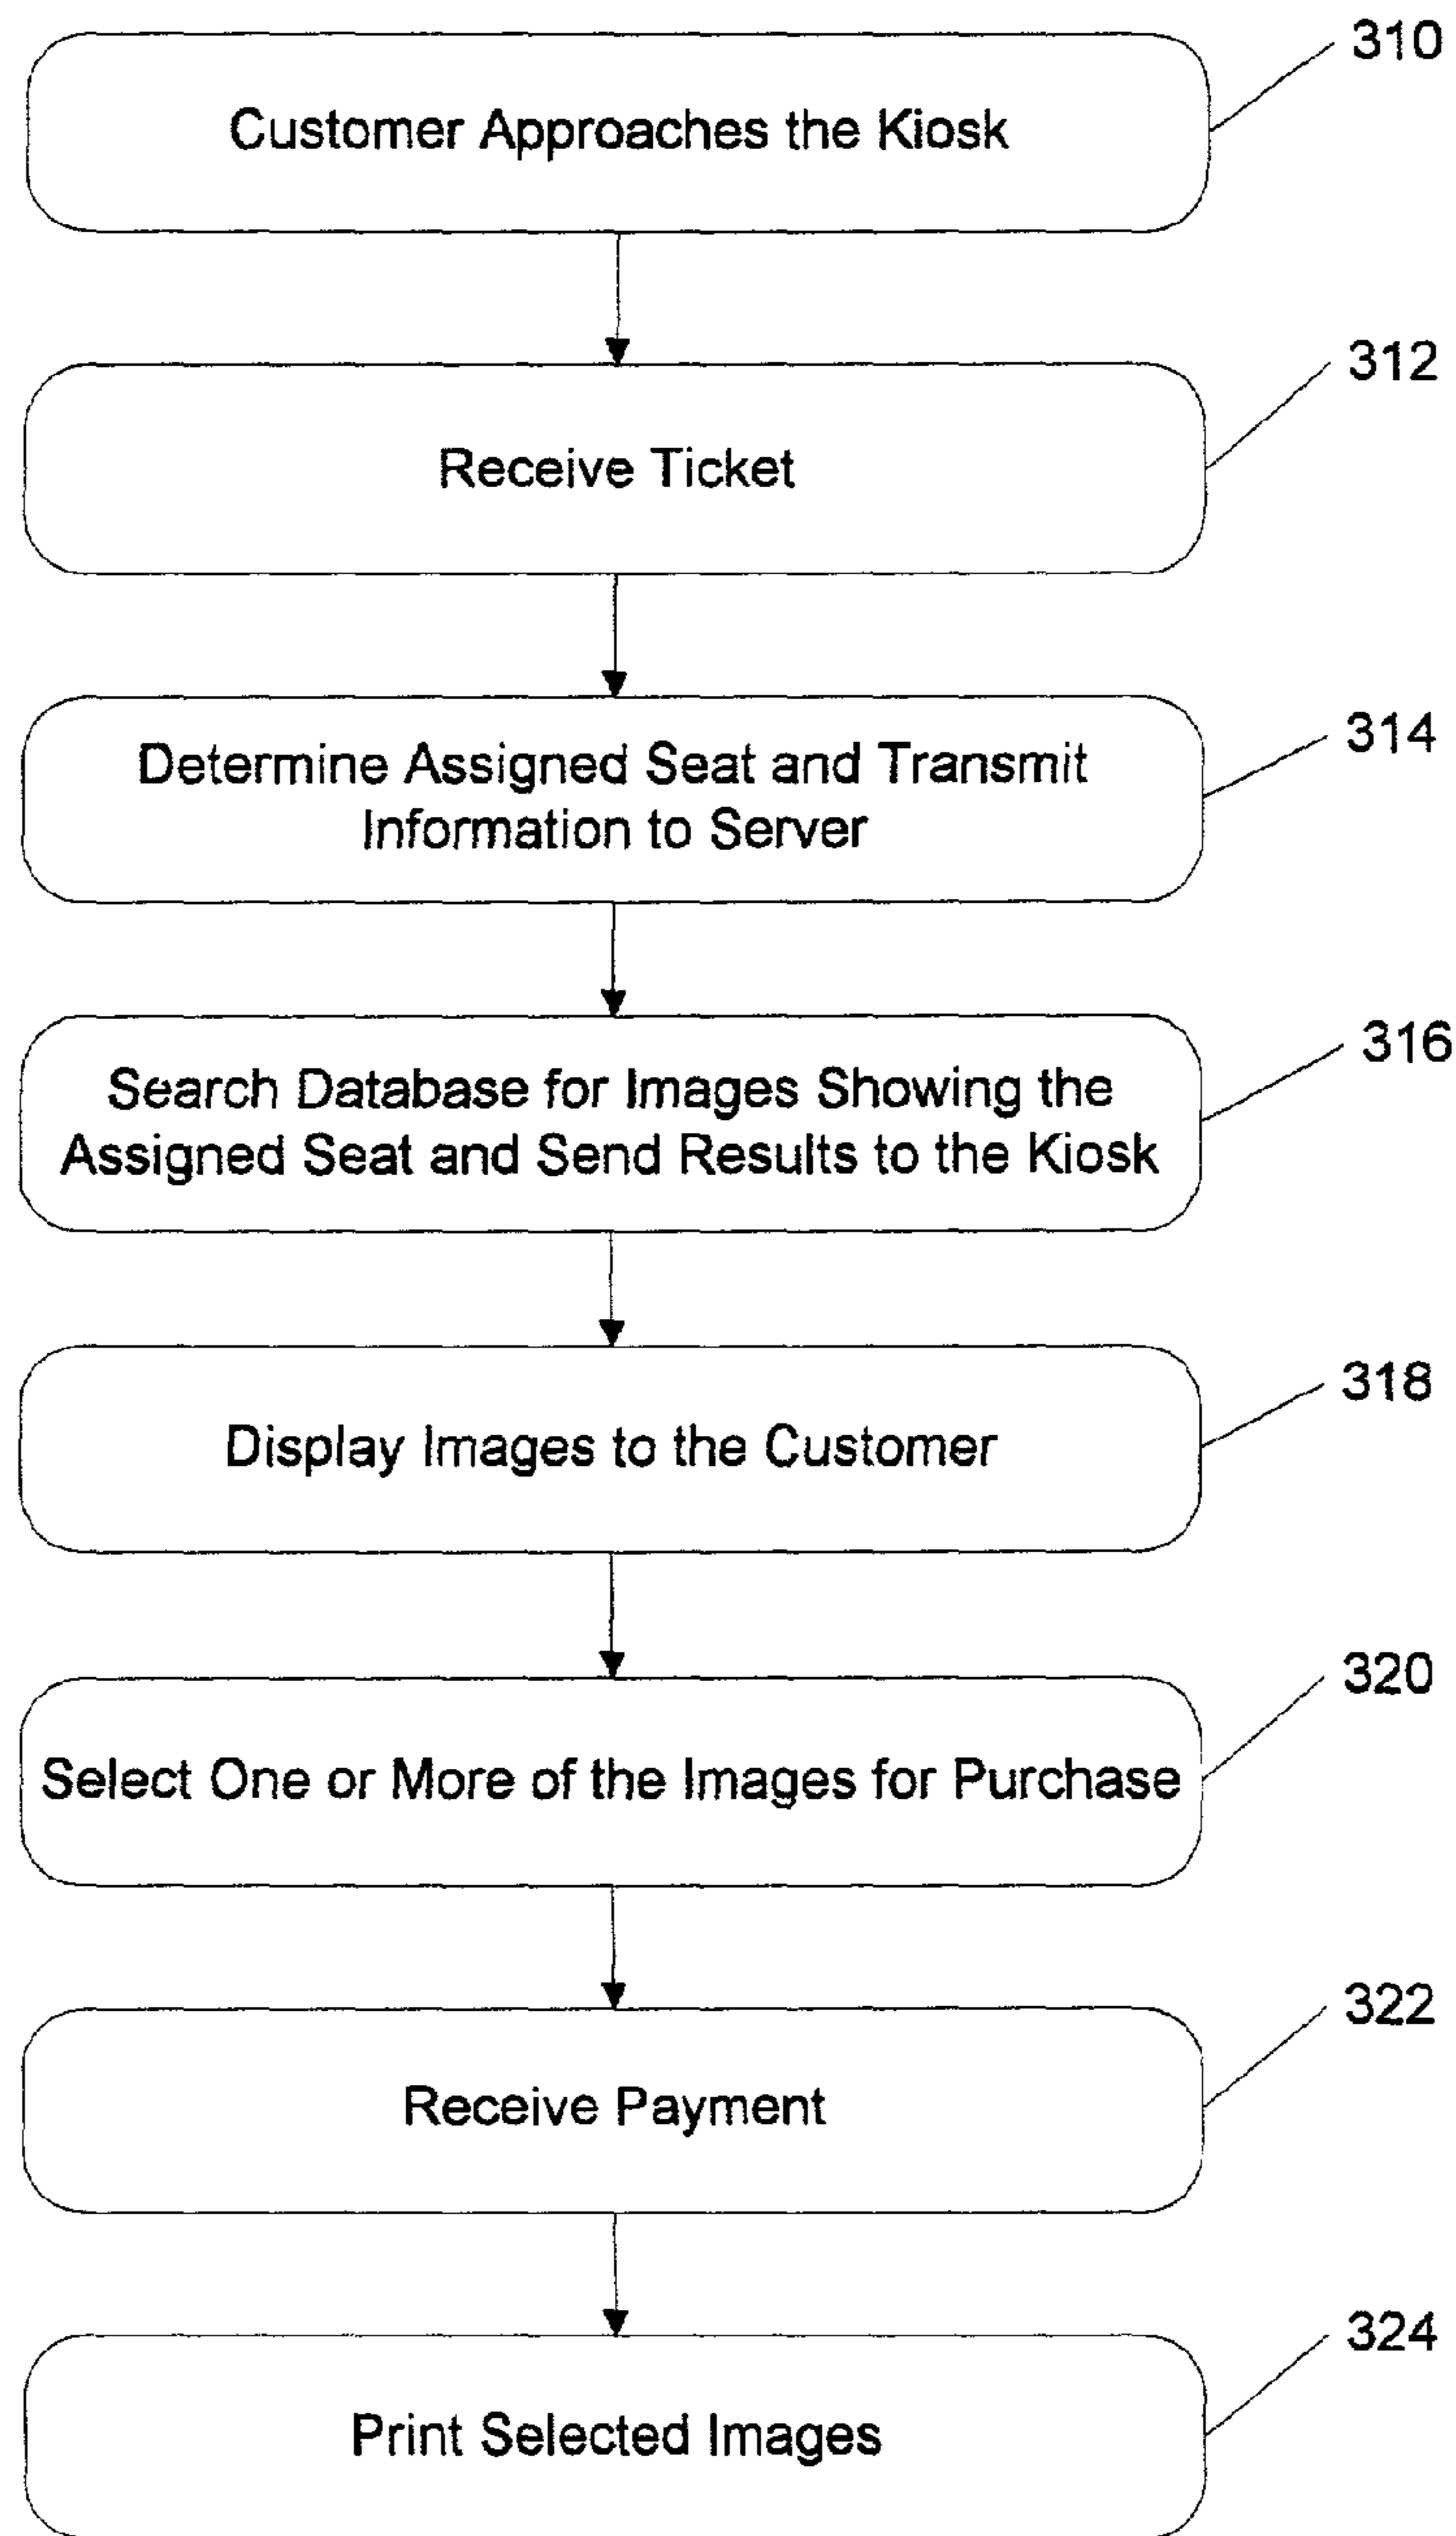 310
Customer Approaches the Kiosk
312
Receive Ticket
314
Determine Assigned Seat and Transmit
Information to Server
316
Search Database for Images Showing the
Assigned Seat and Send Results to the Kiosk
318
Display Images to the Customer
320
Select One or More of the Images for Purchase
322
Receive Payment
324
Print Selected Images